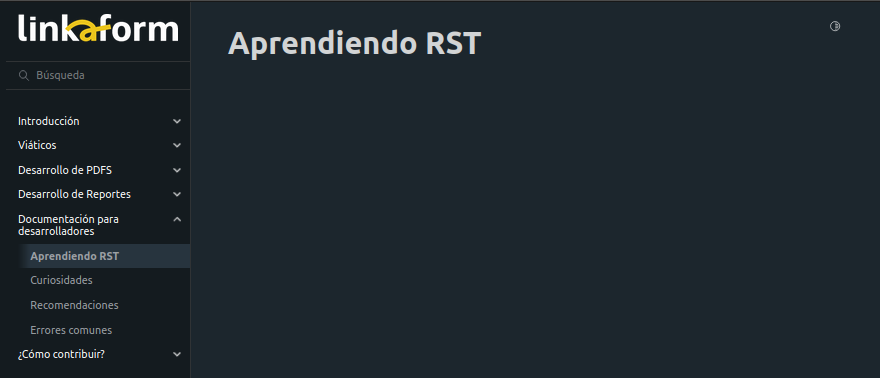 linkaform
Búsqueda
Introducción
Viáticos
Desarrollo de PDFS
Desarrollo de Reportes
Documentación para
desarrolladores
Aprendiendo RST
Curiosidades
Recomendaciones
Errores comunes
¿Cómo contribuir?
Aprendiendo RST